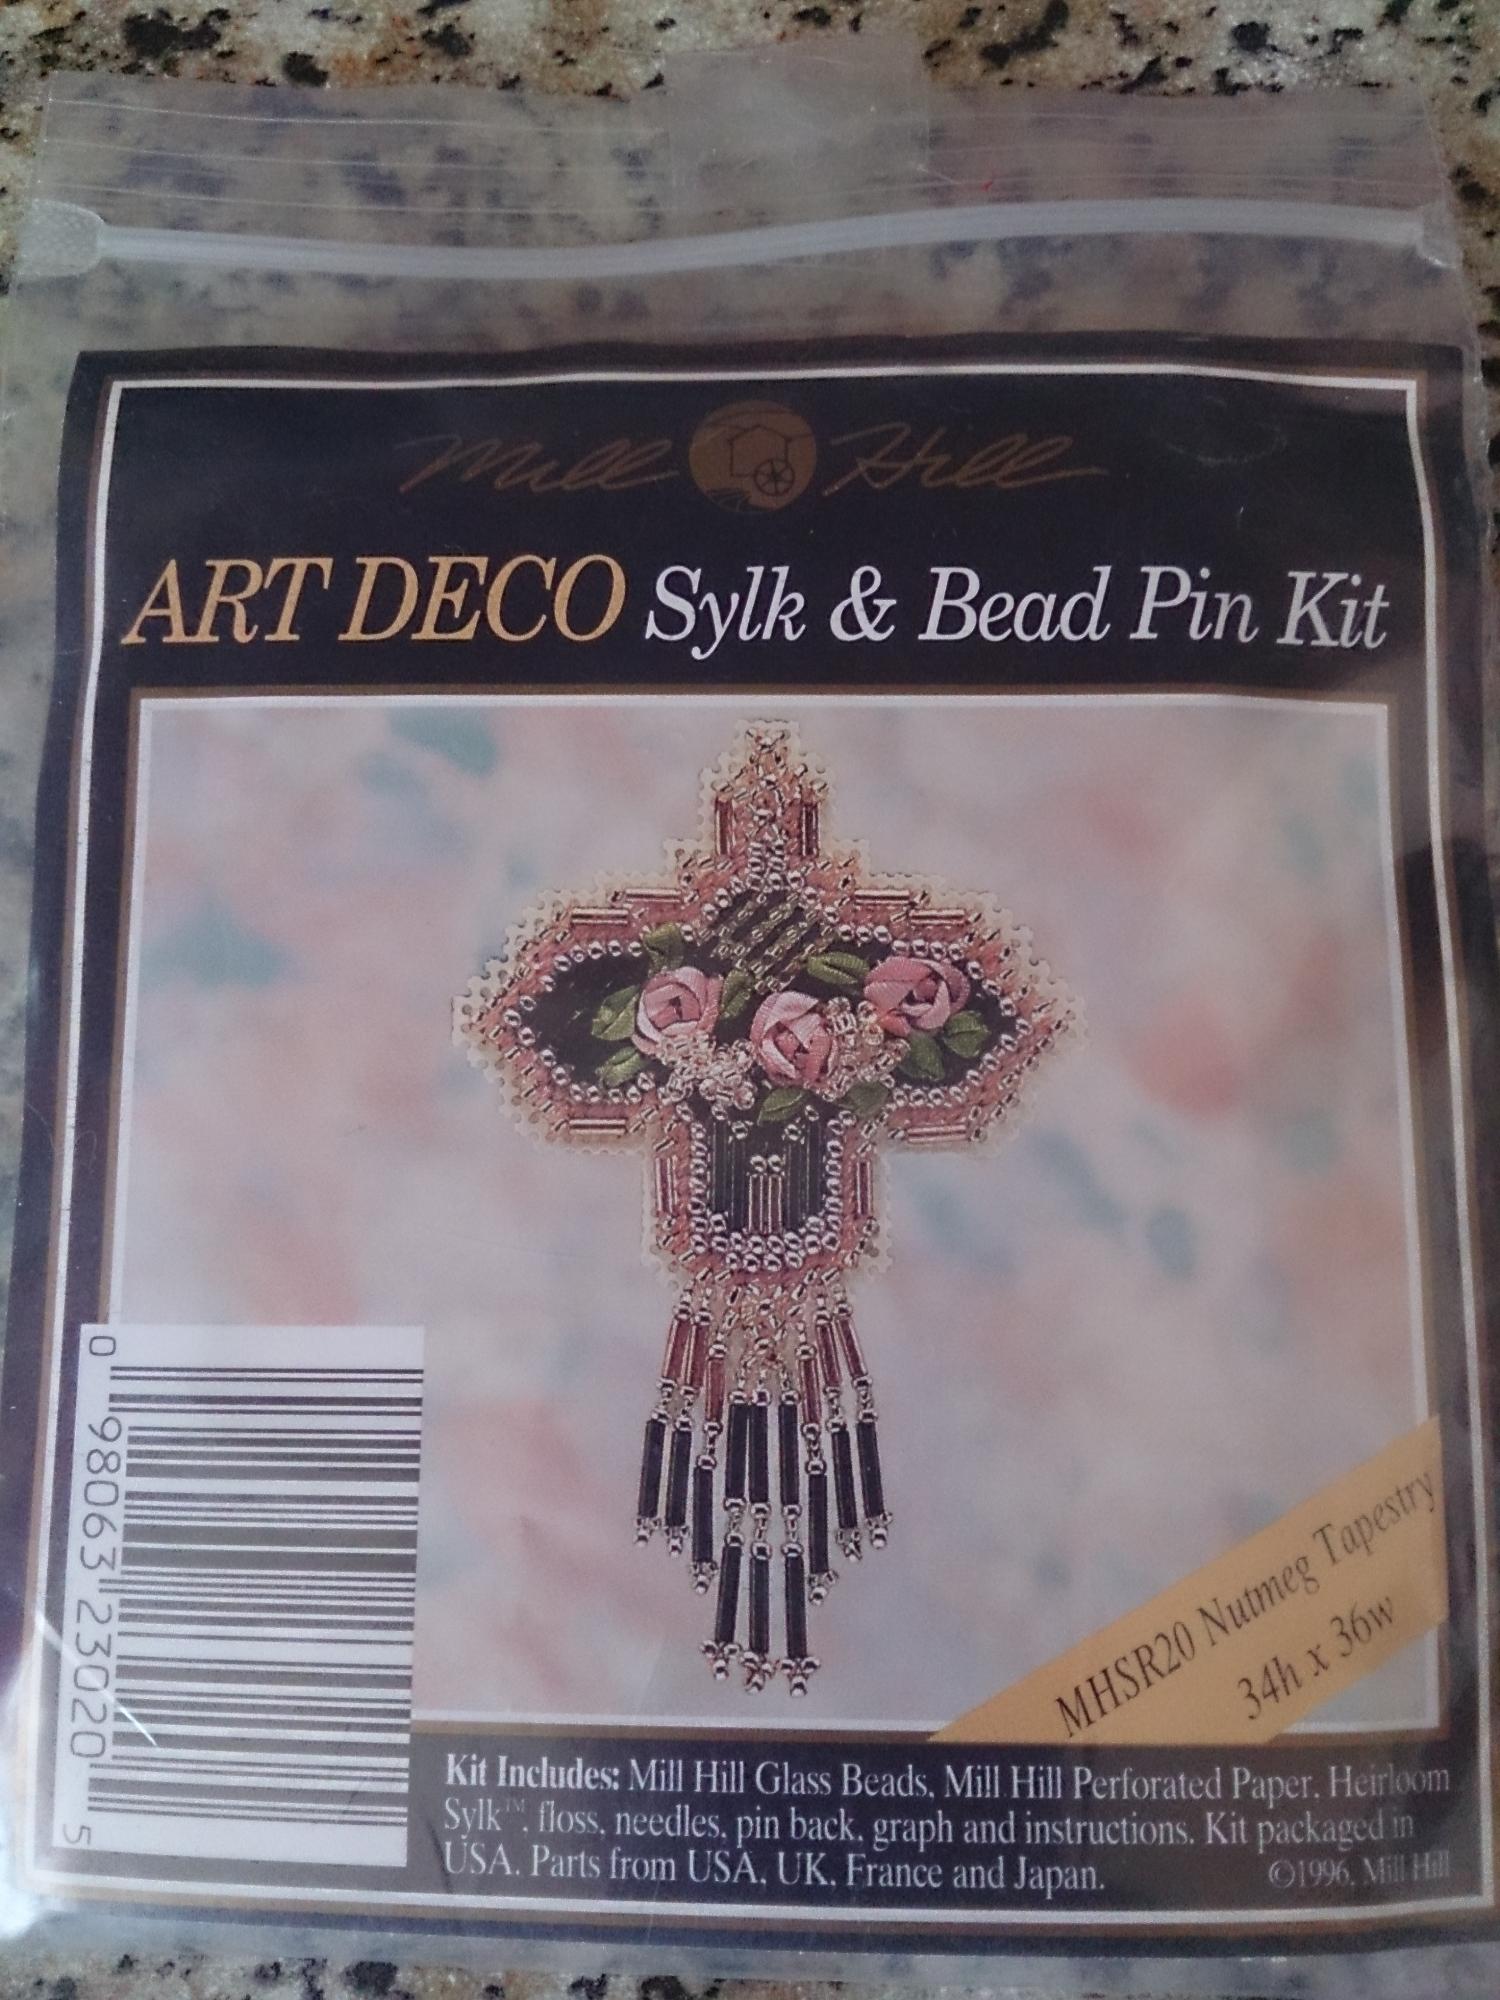 Mill Hill
ART DECO Sylk & Bead Pin Kit
MHSR20 Nutmeg Tapestry
34h x 36w
0 98063 23020 5
Kit Includes: Mill Hill Glass Beads, Mill Hill Perforated Paper, Heirloom
Sylk™, floss, needles, pin back, graph and instructions. Kit packaged in
USA. Parts from USA, UK, France and Japan.
©1996, Mill Hill